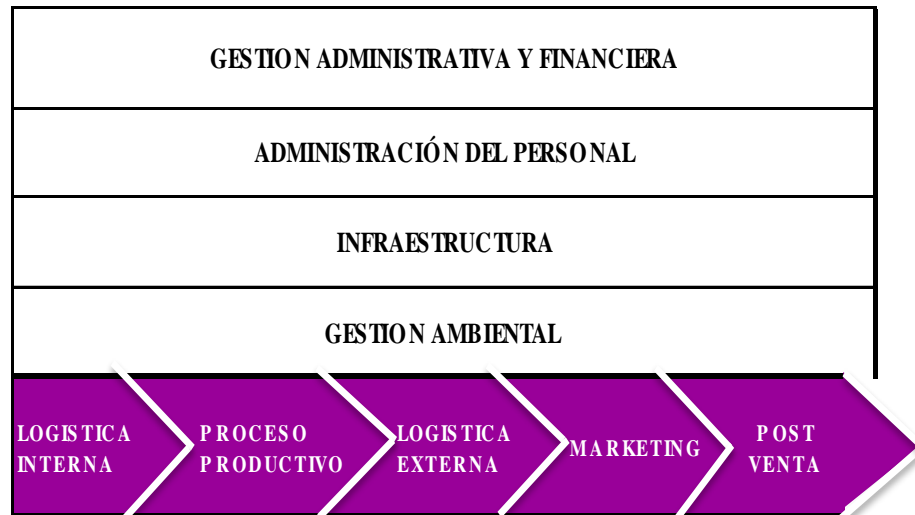 GESTION ADMINISTRATIVA Y FINANCIERA
ADMINISTRACIÓN DEL PERSONAL
INFRAESTRUCTURA
GESTION AMBIENTAL
LOGISTICA
INTERNA
PROCESO
PRODUCTIVO
LOGISTICA
EXTERNA
MARKETING
POST
VENTA